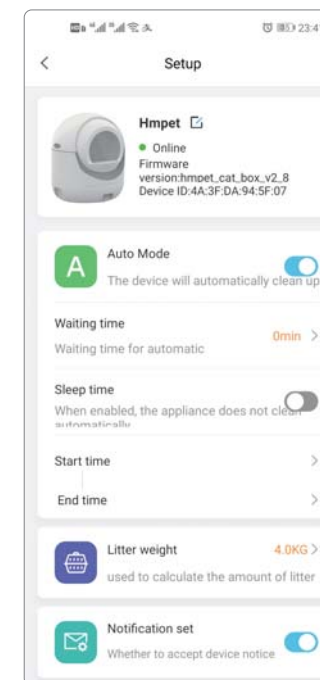 23:4
Setup
Hmpet
Online
Firmware
version:hmpet_cat_box_v2_8
Device ID:4A:3F:DA:94:5F:07
A
Auto Mode
The device will automatically clean up
Waiting time
0min
Waiting time for automatic
Sleep time
When enabled, the appliance does not clean
automatically
Start time
End time
Litter weight
4.0KG
used to calculate the amount of litter
Notification set
Whether to accept device notice